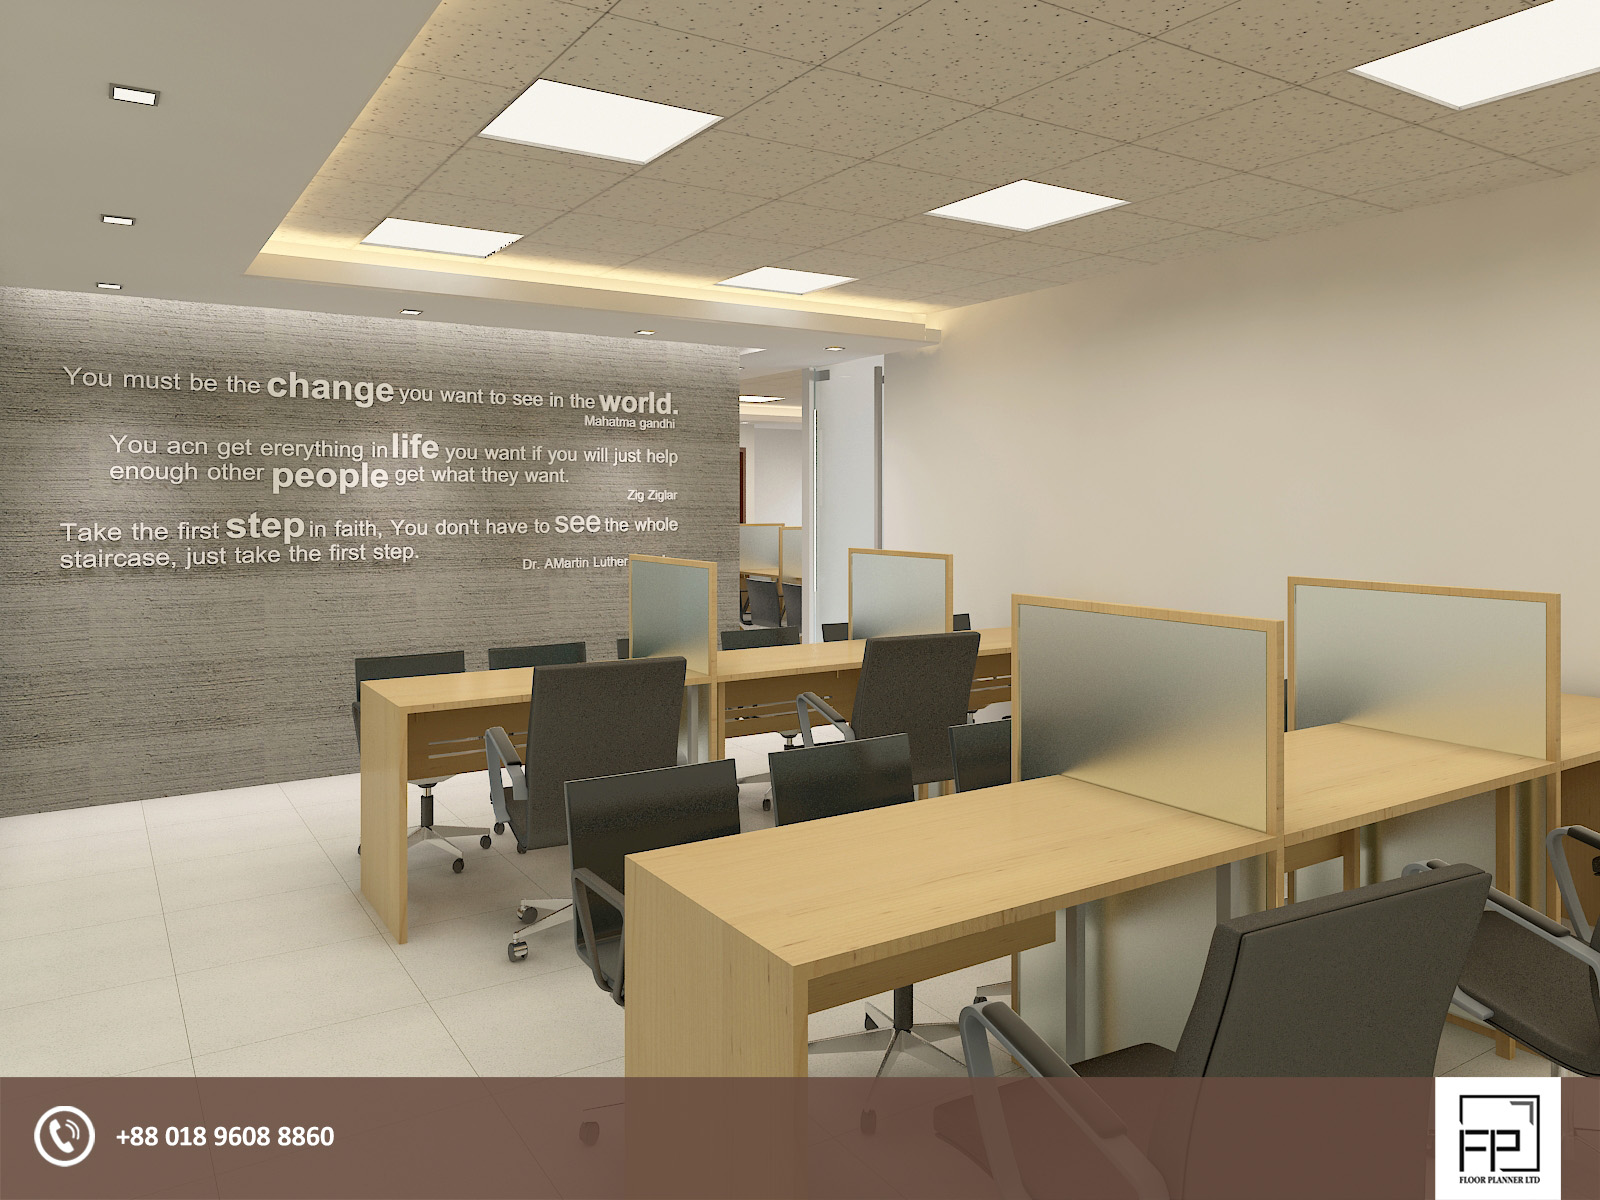 You must be the change you want to see in the world.
Mahatma gandhi
You acn get ererything in life you want if you will just help
enough other people get what they want.
Zig Ziglar
Take the first step in faith, You don't have to see the whole
staircase, just take the first step.
Dr. AMartin Luther
+88 018 9608 8860
FP
FLOOR PLANNER LTD